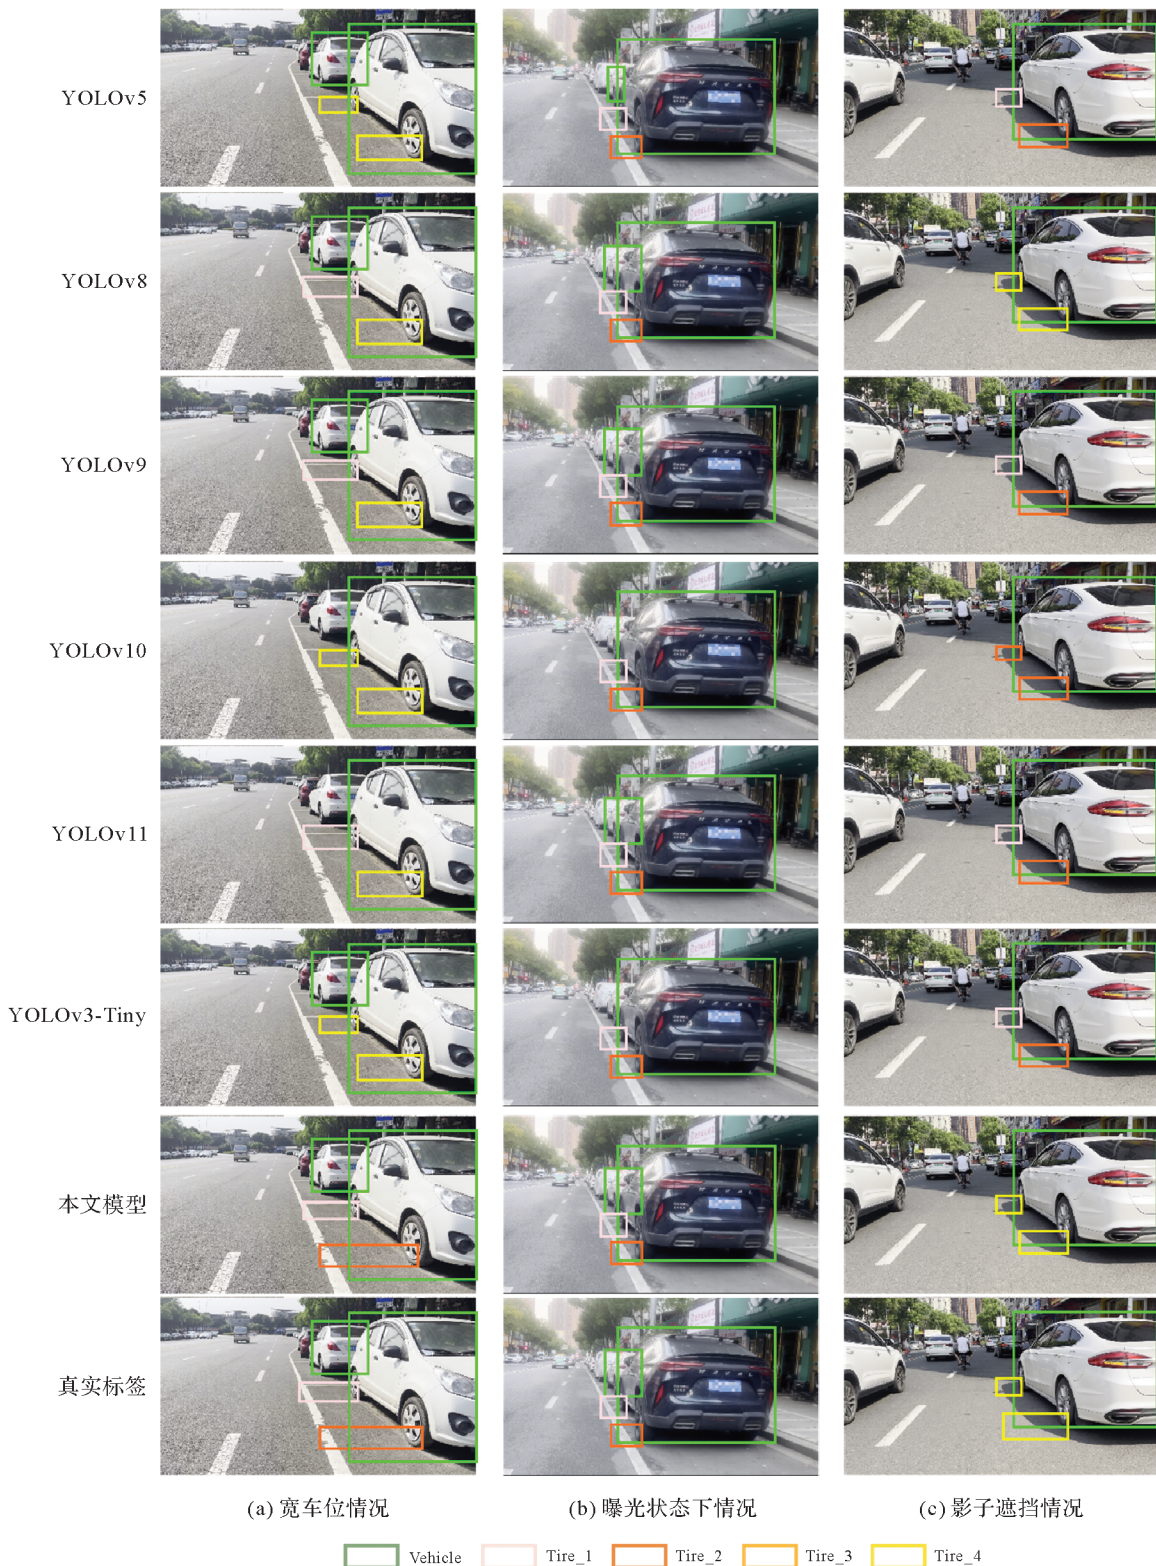 YOLOv5
YOLOv8
YOLOv9
YOLOv10
YOLOv11
YOLOv3-Tiny
本文模型
真实标签
(a) 宽车位情况 (b) 曝光状态下情况 (c) 影子遮挡情况
Vehicle Tire_1 Tire_2 Tire_3 Tire_4